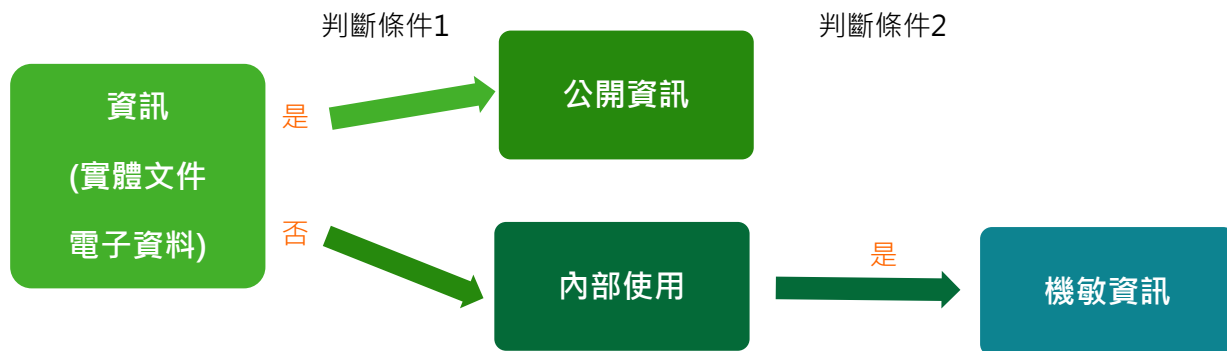 判斷條件1
判斷條件2
資訊
(實體文件
電子資料)
是
公開資訊
否
內部使用
是
機敏資訊